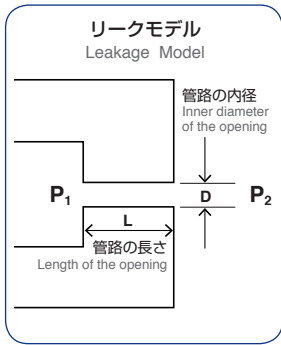 リークモデル
Leakage Model
管路の内径
Inner diameter
of the opening
P₁
D
P₂
L
管路の長さ
Length of the opening